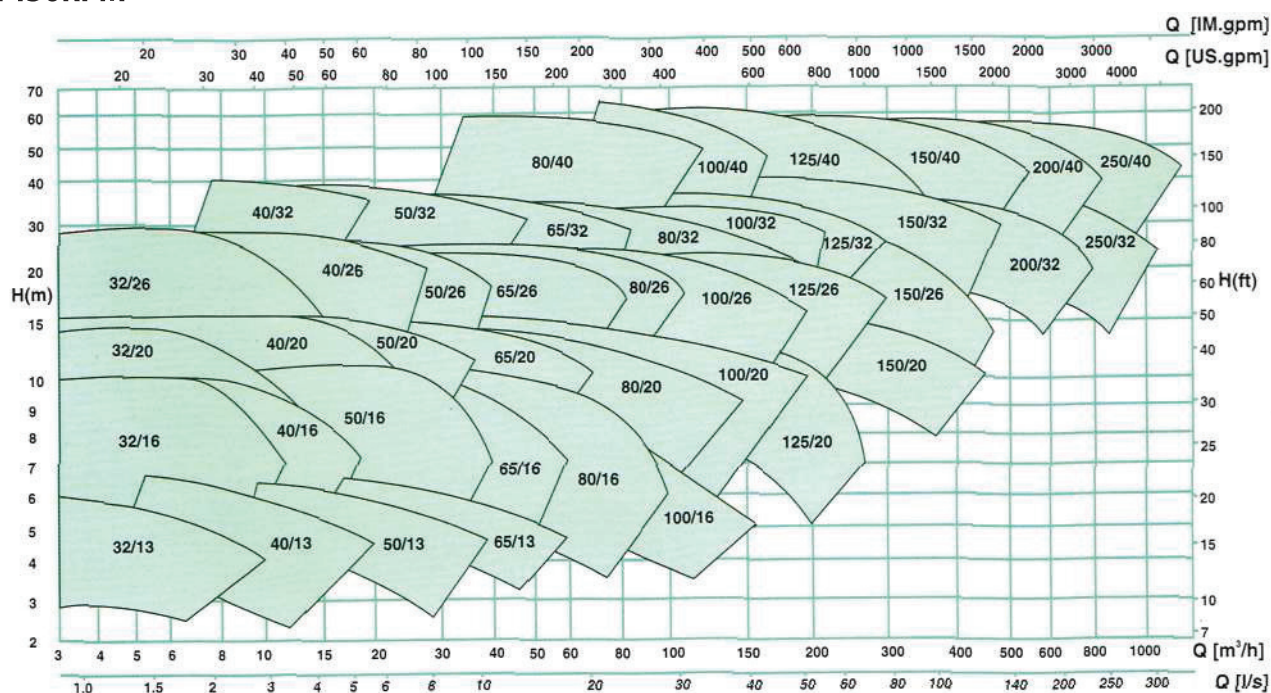 Q [IM.gpm]
20 30 40 50 60 80 100 150 200 300 400 500 600 800 1000 1500 2000 3000
Q [US.gpm]
20 30 40 50 60 80 100 150 200 300 400 600 800 1000 1500 2000 3000 4000
70
60 200
50 80/40 100/40 125/40 150/40 200/40 250/40 150
40 40/32 50/32 65/32 80/32 100/32 125/32 150/32 200/32 250/32 100
30 80
20 32/26 40/26 50/26 65/26 80/26 100/26 125/26 150/26 60
H(m) H(ft)
15 50
32/20 40/20 50/20 65/20 80/20 100/20 150/20 40
10 30
9
8 32/16 40/16 50/16 65/16 80/16 125/20 25
7
6 100/16 20
5 32/13 40/13 50/13 65/13 15
4
3 10
2 7
3 4 5 6 8 10 15 20 30 40 50 60 80 100 150 200 300 400 500 600 800 1000 Q [m³/h]
1.0 1.5 2 3 4 5 6 8 10 20 30 40 50 60 80 100 140 200 250 300 Q [l/s]